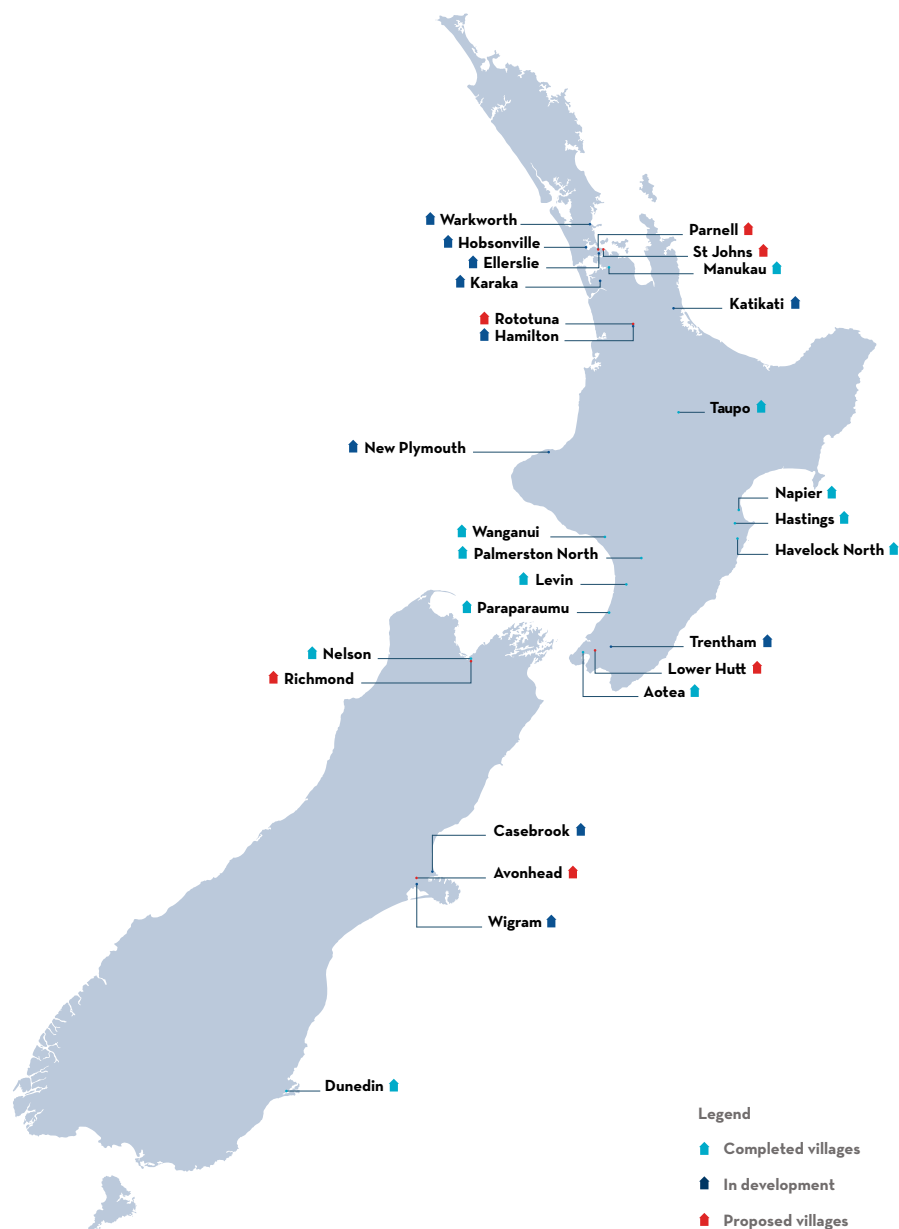 Warkworth
Parnell
Hobsonville
St Johns
Ellerslie
Manukau
Karaka
Katikati
Rototuna
Hamilton
Taupo
New Plymouth
Napier
Hastings
Wanganui
Havelock North
Palmerston North
Levin
Paraparaumu
Trentham
Nelson
Lower Hutt
Richmond
Aotea
Casebrook
Avonhead
Wigram
Dunedin
Legend
Completed villages
In development
Proposed villages